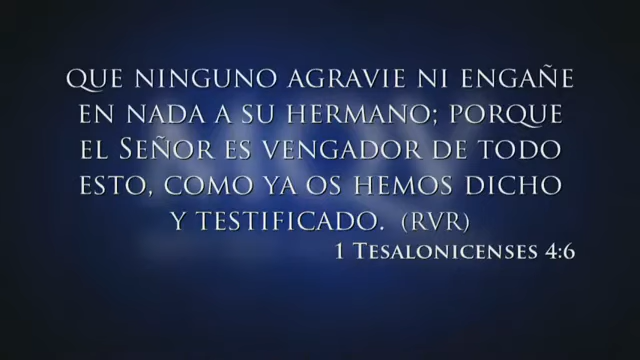 QUE NINGUNO AGRAVIE NI ENGAÑE
EN NADA A SU HERMANO; PORQUE
EL SEÑOR ES VENGADOR DE TODO
ESTO, COMO YA OS HEMOS DICHO
Y TESTIFICADO. (RVR)
1 TESALONICENSES 4:6